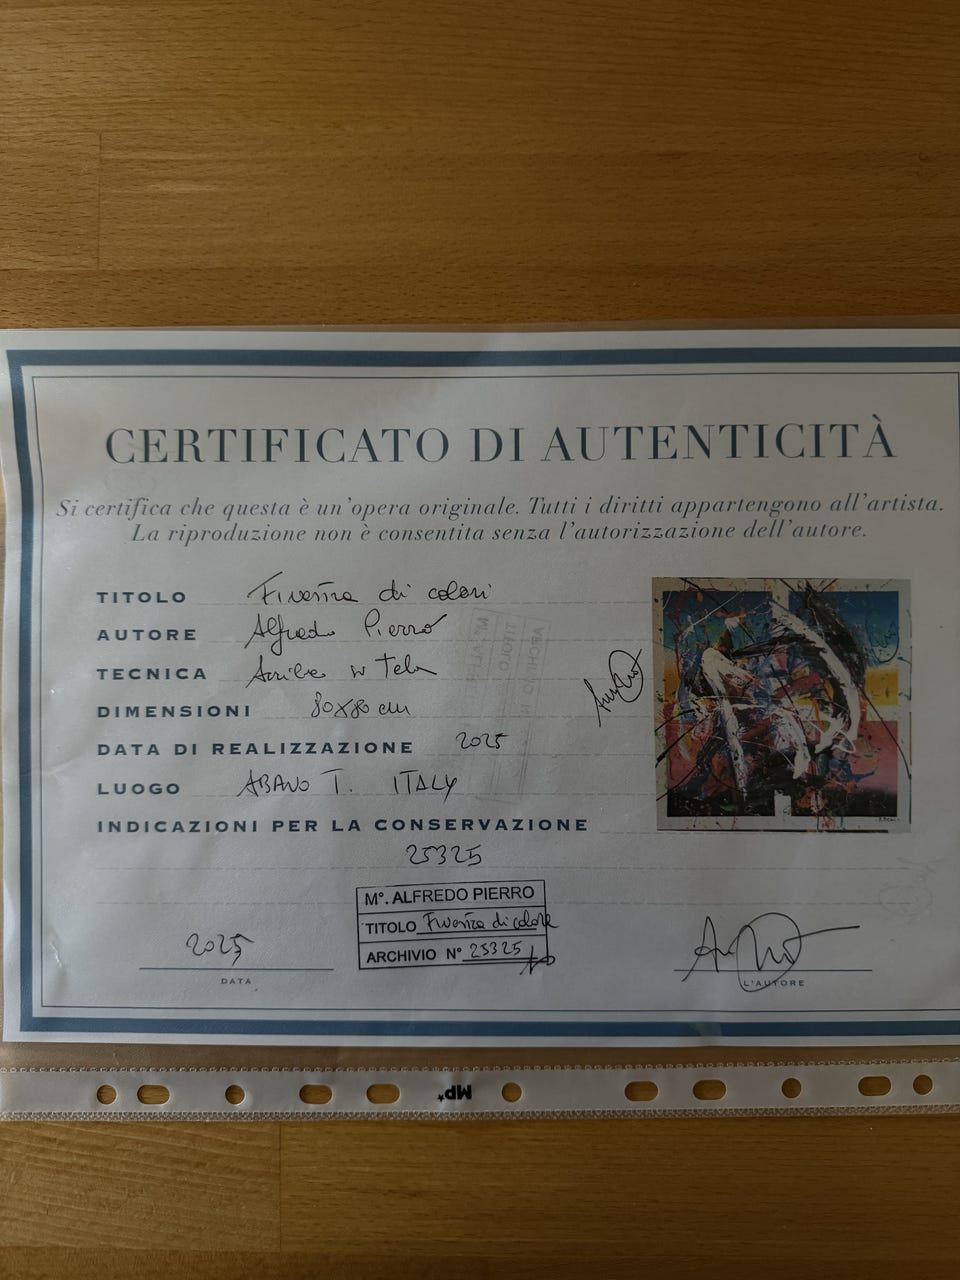 CERTIFICATO DI AUTENTICITÀ
Si certifica che questa è un'opera originale. Tutti i diritti appartengono all'artista.
La riproduzione non è consentita senza l'autorizzazione dell'autore.
TITOLO Finestra di colori
AUTORE Alfredo Pierro
TECNICA Acrilico su Tela
DIMENSIONI 80x80 cm
DATA DI REALIZZAZIONE 2025
LUOGO ABANO T. ITALY
INDICAZIONI PER LA CONSERVAZIONE
25325
M°. ALFREDO PIERRO
TITOLO Finestra di colore
ARCHIVIO N° 25325
2025
DATA
L'AUTORE
MP*